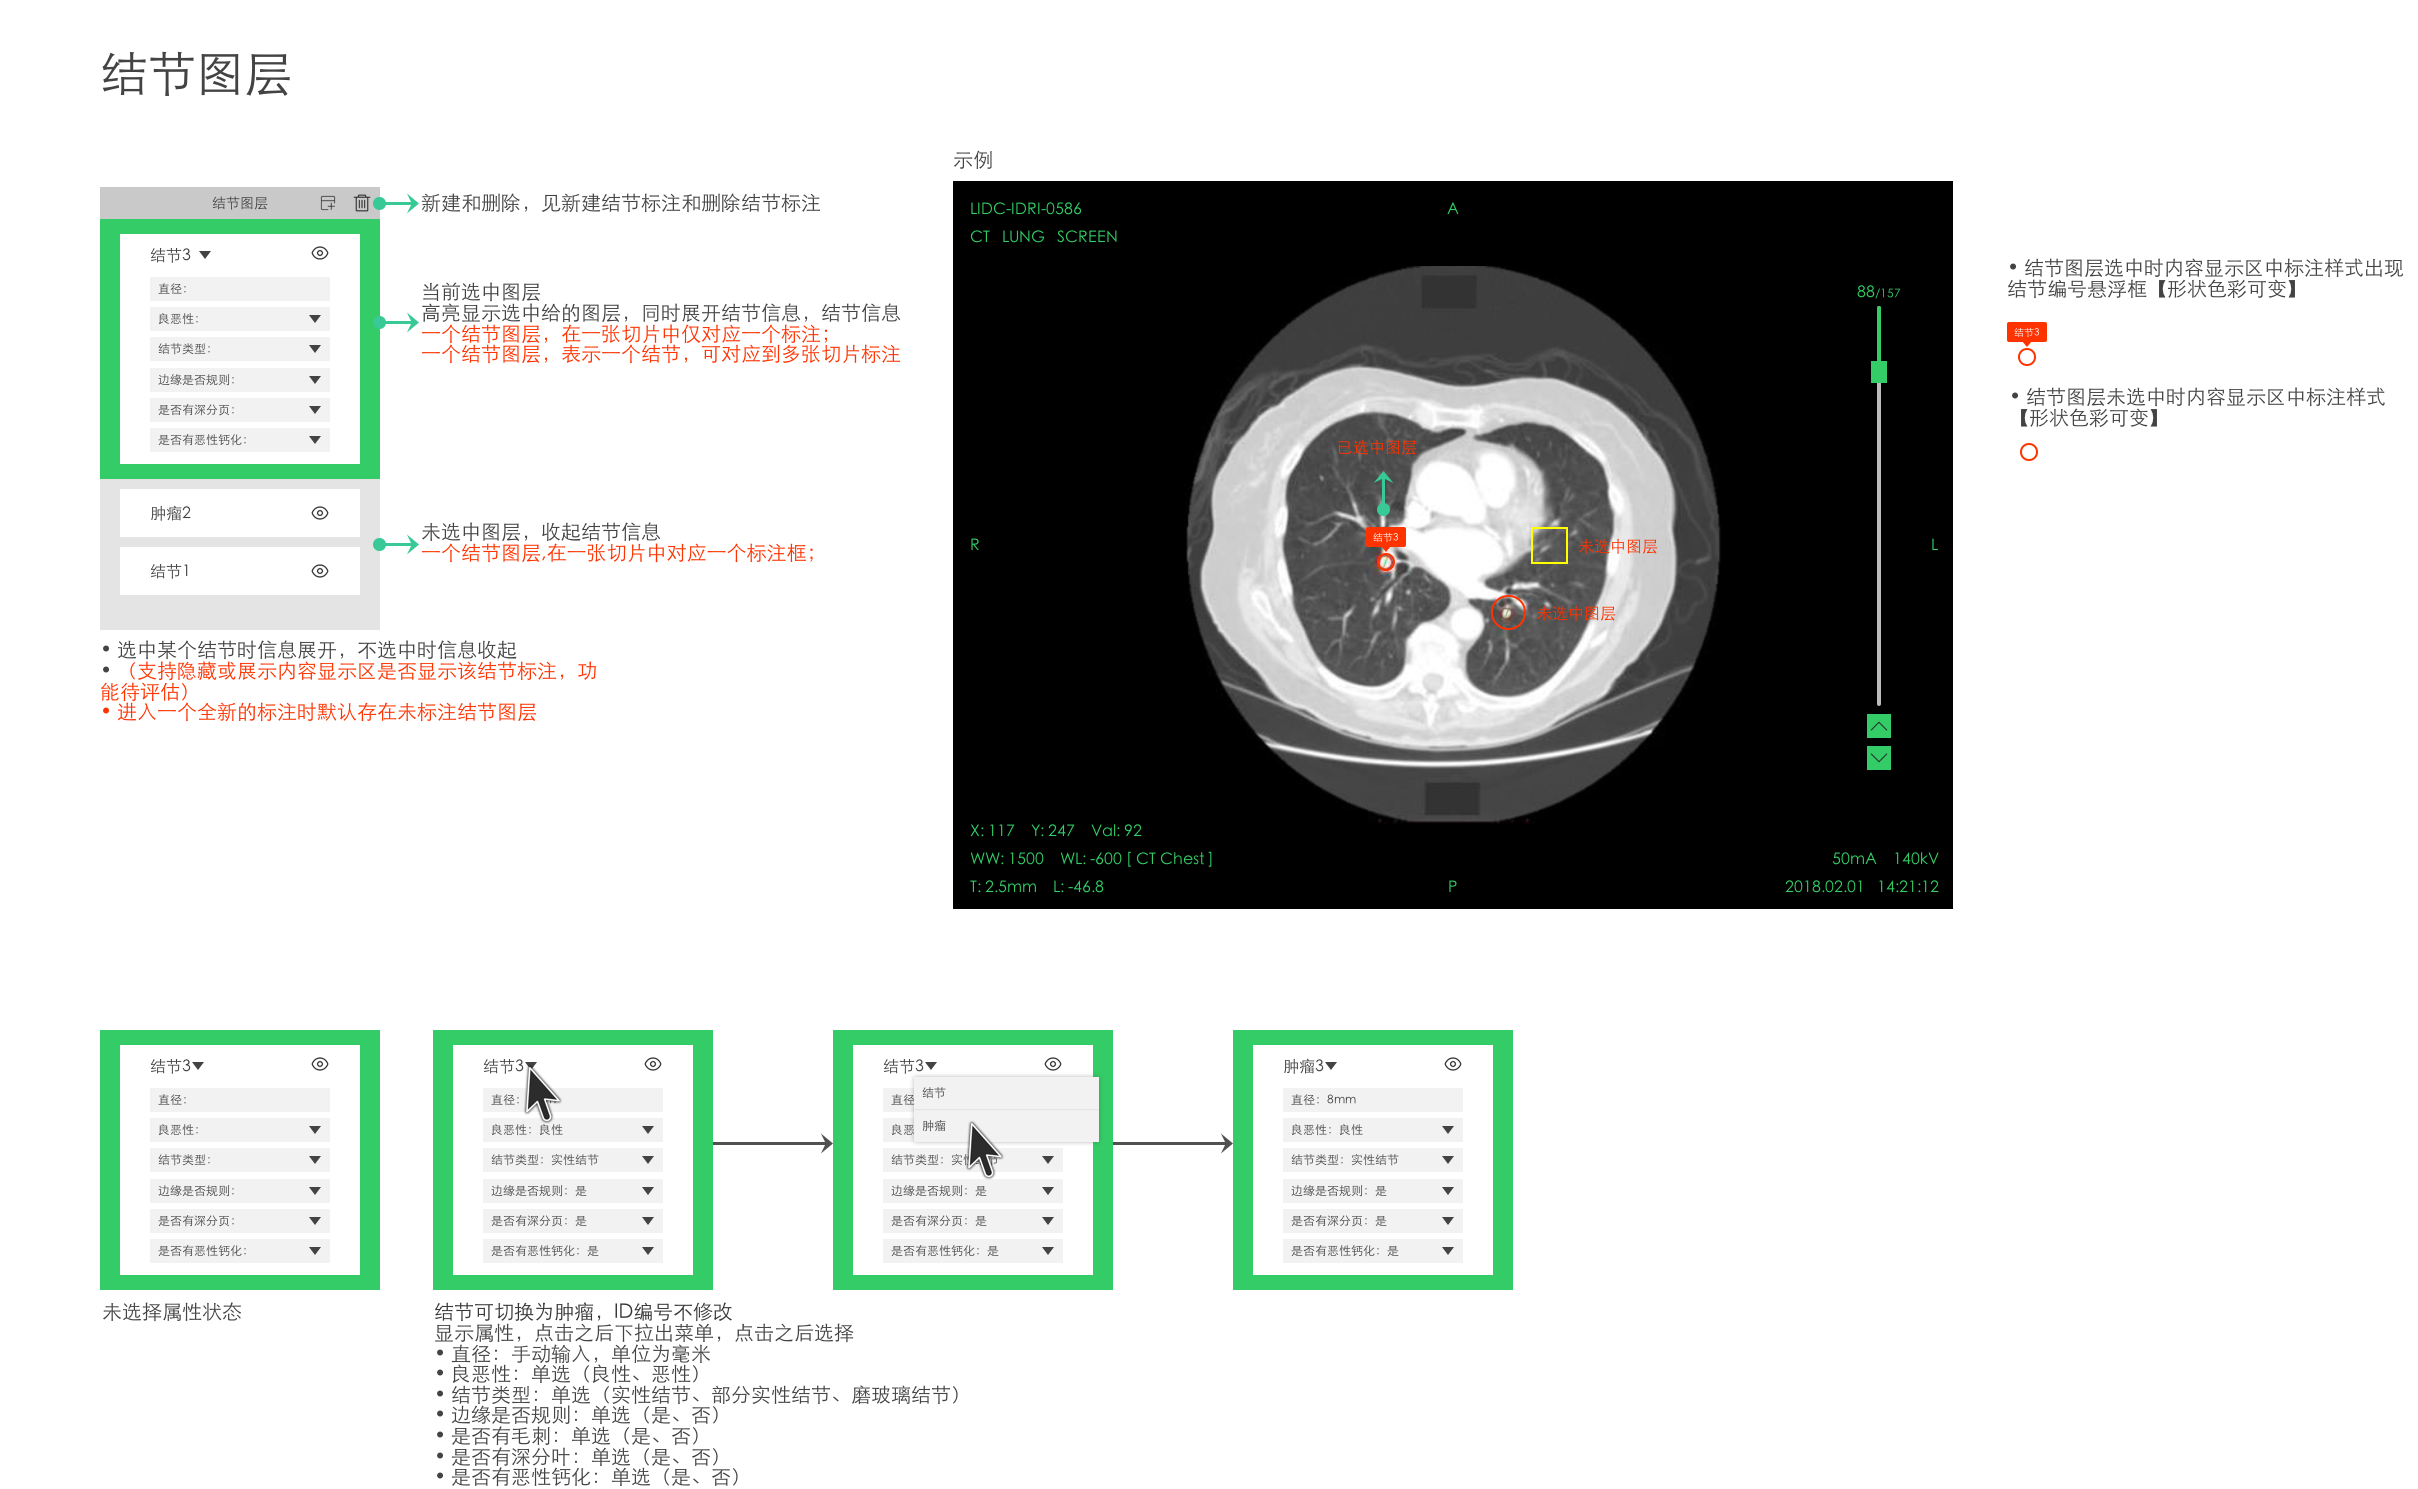 结节图层
结节图层
新建和删除，见新建结节标注和删除结节标注
结节3
直径：
良恶性：
结节类型：
边缘是否规则：
是否有深分页：
是否有恶性钙化：
当前选中图层
高亮显示选中给的图层，同时展开结节信息，结节信息
一个结节图层，在一张切片中仅对应一个标注；
一个结节图层，表示一个结节，可对应到多张切片标注
肿瘤2
结节1
未选中图层，收起结节信息
一个结节图层,在一张切片中对应一个标注框；
• 选中某个结节时信息展开，不选中时信息收起
• （支持隐藏或展示内容显示区是否显示该结节标注，功
能待评估）
• 进入一个全新的标注时默认存在未标注结节图层
示例
LIDC-IDRI-0586
CT LUNG SCREEN
A
88/157
已选中图层
结节3
未选中图层
未选中图层
R
L
X: 117 Y: 247 Val: 92
WW: 1500 WL: -600 [ CT Chest ]
T: 2.5mm L: -46.8
P
50mA 140kV
2018.02.01 14:21:12
• 结节图层选中时内容显示区中标注样式出现
结节编号悬浮框【形状色彩可变】
结节3
• 结节图层未选中时内容显示区中标注样式
【形状色彩可变】
结节3
直径：
良恶性：
结节类型：
边缘是否规则：
是否有深分页：
是否有恶性钙化：
未选择属性状态
结节3
直径：
良恶性：良性
结节类型：实性结节
边缘是否规则：是
是否有深分页：是
是否有恶性钙化：是
结节3
直径
结节
良恶
肿瘤
结节类型：实性
边缘是否规则：是
是否有深分页：是
是否有恶性钙化：是
肿瘤3
直径：8mm
良恶性：良性
结节类型：实性结节
边缘是否规则：是
是否有深分页：是
是否有恶性钙化：是
结节可切换为肿瘤，ID编号不修改
显示属性，点击之后下拉出菜单，点击之后选择
• 直径：手动输入，单位为毫米
• 良恶性：单选（良性、恶性）
• 结节类型：单选（实性结节、部分实性结节、磨玻璃结节）
• 边缘是否规则：单选（是、否）
• 是否有毛刺：单选（是、否）
• 是否有深分叶：单选（是、否）
• 是否有恶性钙化：单选（是、否）